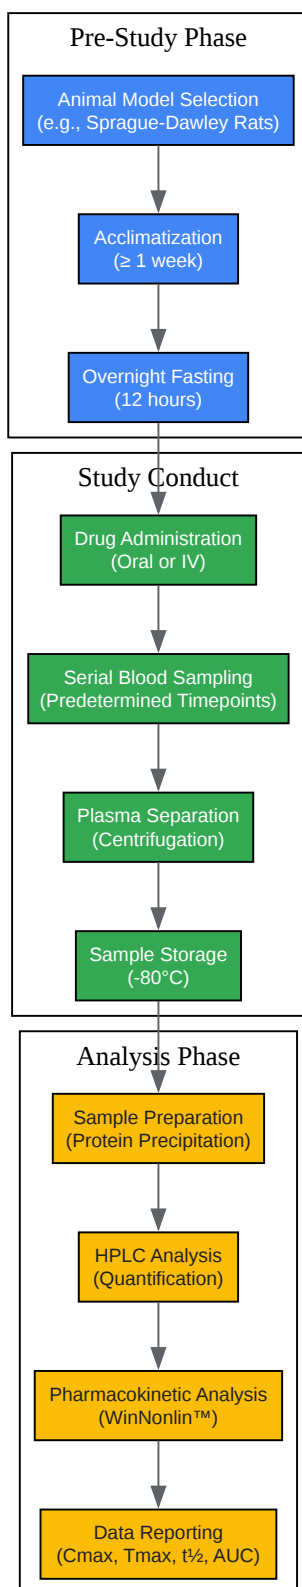 Pre-Study Phase
Animal Model Selection
(e.g., Sprague-Dawley Rats)
Acclimatization
(≥ 1 week)
Overnight Fasting
(12 hours)
Study Conduct
Drug Administration
(Oral or IV)
Serial Blood Sampling
(Predetermined Timepoints)
Plasma Separation
(Centrifugation)
Sample Storage
(-80°C)
Analysis Phase
Sample Preparation
(Protein Precipitation)
HPLC Analysis
(Quantification)
Pharmacokinetic Analysis
(WinNonlin™)
Data Reporting
(Cmax, Tmax, t½, AUC)